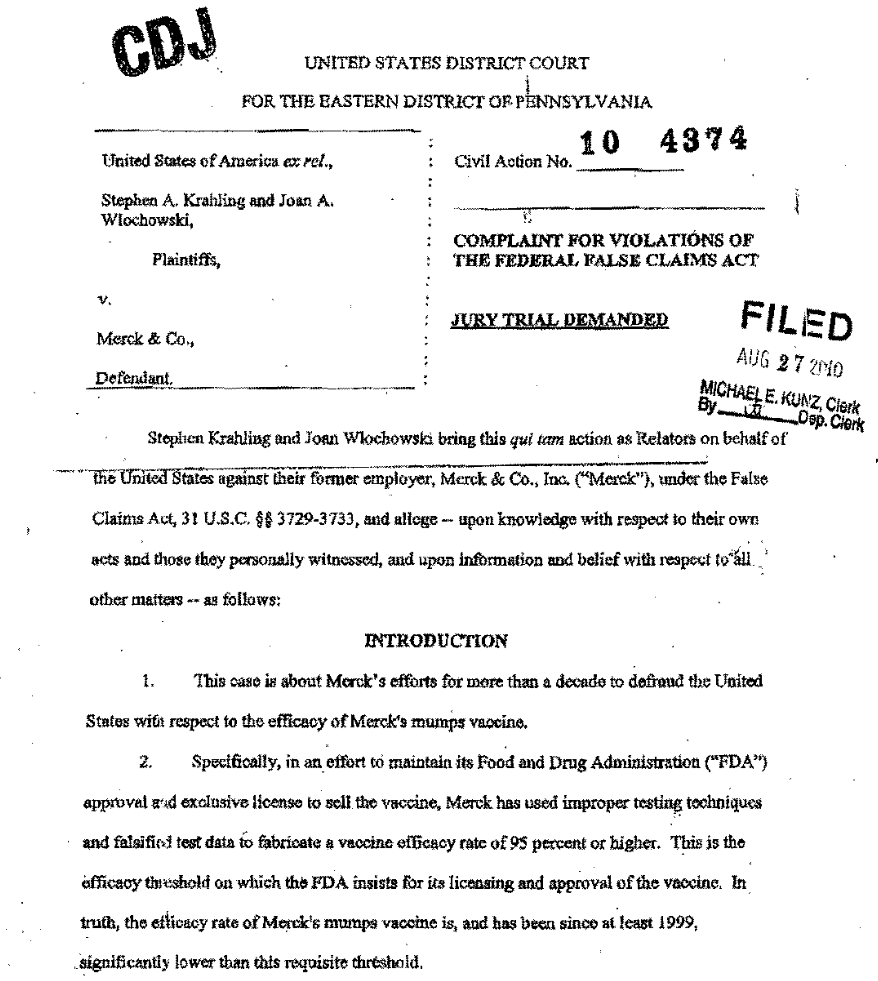 CDJ
UNITED STATES DISTRICT COURT
FOR THE EASTERN DISTRICT OF PENNSYLVANIA
United States of America ex rel.,
Stephen A. Krahling and Joan A.
Wlochowski,
Plaintiffs,
v.
Merck & Co.,
Defendant.
Civil Action No. 10 4374
COMPLAINT FOR VIOLATIONS OF
THE FEDERAL FALSE CLAIMS ACT
JURY TRIAL DEMANDED
FILED
AUG 27 2010
MICHAEL E. KUNZ, Clerk
By Dep. Clerk
Stephen Krahling and Joan Wlochowski bring this qui tam action as Relators on behalf of
the United States against their former employer, Merck & Co., Inc. (“Merck”), under the False
Claims Act, 31 U.S.C. §§ 3729-3733, and allege -- upon knowledge with respect to their own
acts and those they personally witnessed, and upon information and belief with respect to all
other matters -- as follows:
INTRODUCTION
1. This case is about Merck's efforts for more than a decade to defraud the United
States with respect to the efficacy of Merck's mumps vaccine.
2. Specifically, in an effort to maintain its Food and Drug Administration (“FDA”)
approval and exclusive license to sell the vaccine, Merck has used improper testing techniques
and falsified test data to fabricate a vaccine efficacy rate of 95 percent or higher. This is the
efficacy threshold on which the FDA insists for its licensing and approval of the vaccine. In
truth, the efficacy rate of Merck's mumps vaccine is, and has been since at least 1999,
significantly lower than this requisite threshold.